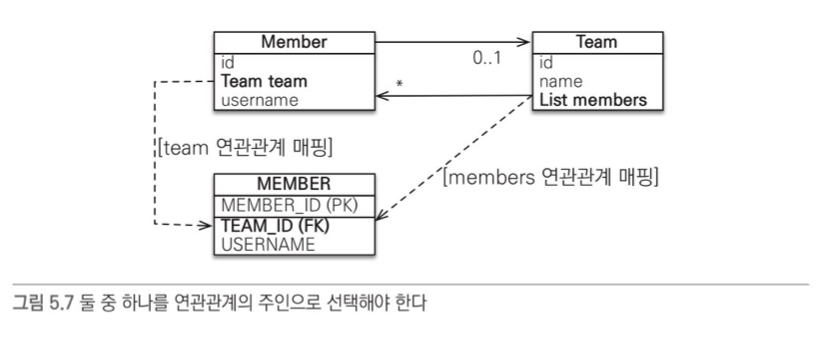 Member
id
Team team
username
0..1
*
Team
id
name
List members
[team 연관관계 매핑]
[members 연관관계 매핑]
MEMBER
MEMBER_ID (PK)
TEAM_ID (FK)
USERNAME
그림 5.7 둘 중 하나를 연관관계의 주인으로 선택해야 한다